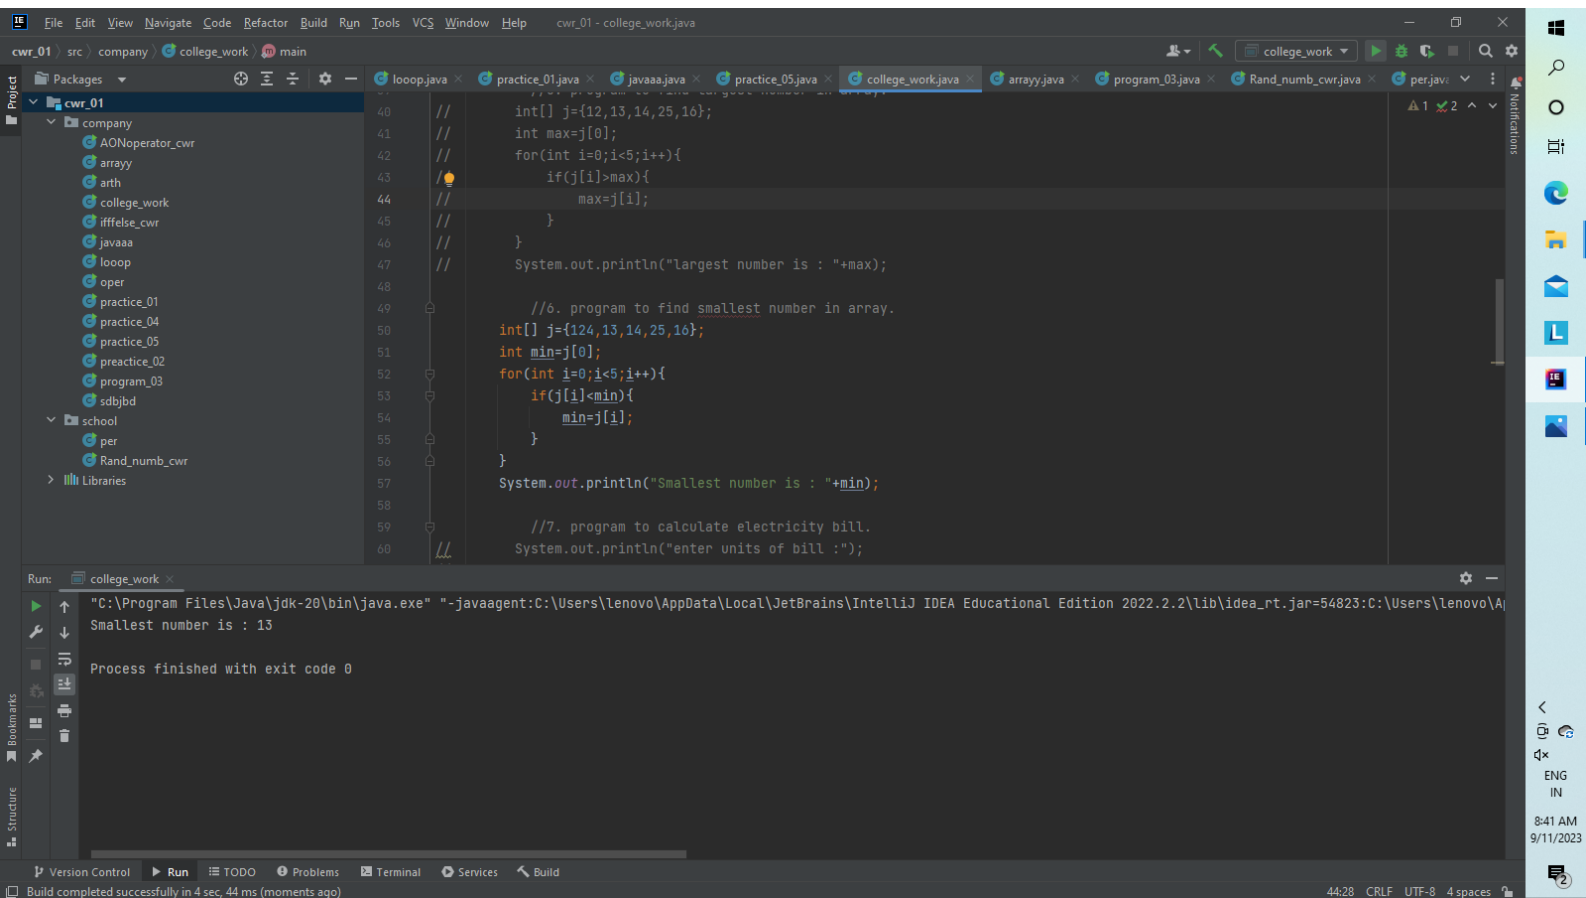 File Edit View Navigate Code Refactor Build Run Tools VCS Window Help cwr_01 - college_work.java
cwr_01 src company college_work main
college_work
Project
Packages
looop.java practice_01.java javaaa.java practice_05.java college_work.java arrayy.java program_03.java Rand_numb_cwr.java per.java
Notifications
cwr_01
company
AONoperator_cwr
arrayy
arth
college_work
ifffelse_cwr
javaaa
looop
oper
practice_01
practice_04
practice_05
preactice_02
program_03
sdbjbd
school
per
Rand_numb_cwr
Libraries
1 2
40 // int[] j={12,13,14,25,16};
41 // int max=j[0];
42 // for(int i=0;i<5;i++){
43 / if(j[i]>max){
44 // max=j[i];
45 // }
46 // }
47 // System.out.println("largest number is : "+max);
48
49 //6. program to find smallest number in array.
50 int[] j={124,13,14,25,16};
51 int min=j[0];
52 for(int i=0;i<5;i++){
53 if(j[i]<min){
54 min=j[i];
55 }
56 }
57 System.out.println("Smallest number is : "+min);
58
59 //7. program to calculate electricity bill.
60 // System.out.println("enter units of bill :");
Run: college_work
"C:\Program Files\Java\jdk-20\bin\java.exe" "-javaagent:C:\Users\lenovo\AppData\Local\JetBrains\IntelliJ IDEA Educational Edition 2022.2.2\lib\idea_rt.jar=54823:C:\Users\lenovo\A
Smallest number is : 13
Process finished with exit code 0
Bookmarks
Structure
Version Control Run TODO Problems Terminal Services Build
Build completed successfully in 4 sec, 44 ms (moments ago)
44:28 CRLF UTF-8 4 spaces
ENG
IN
8:41 AM
9/11/2023
2